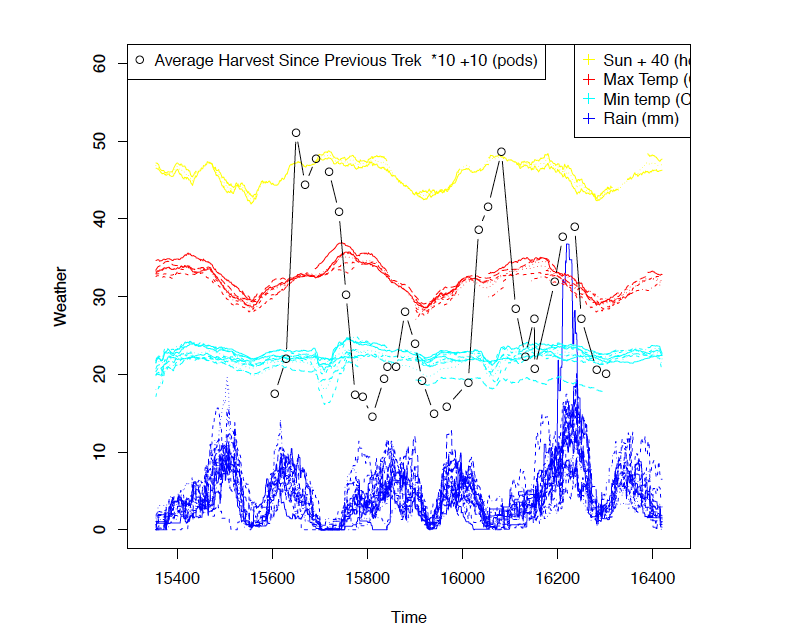 Average Harvest Since Previous Trek *10 +10 (pods)
Sun + 40 (h
Max Temp (
Min temp (C
Rain (mm)
60
50
40
30
20
10
0
Weather
15400 15600 15800 16000 16200 16400
Time